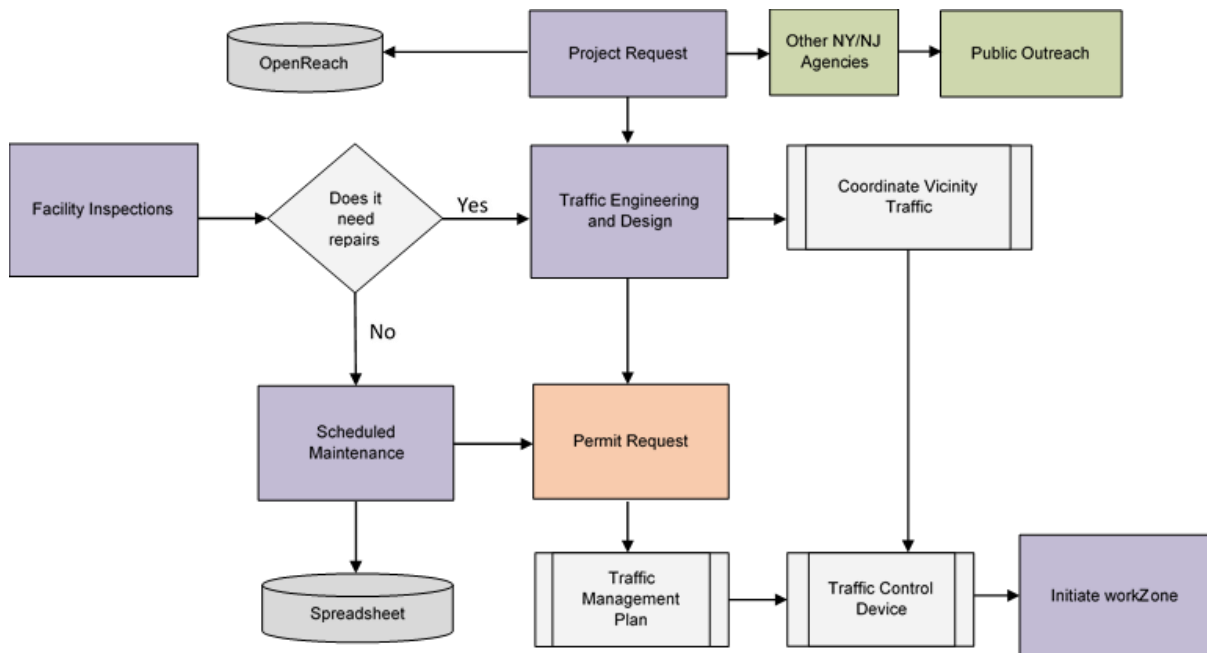 OpenReach
Project Request
Other NY/NJ
Agencies
Public Outreach
Facility Inspections
Does it
need
repairs
Yes
Traffic Engineering
and Design
Coordinate Vicinity
Traffic
No
Scheduled
Maintenance
Permit Request
Spreadsheet
Traffic
Management
Plan
Traffic Control
Device
Initiate workZone